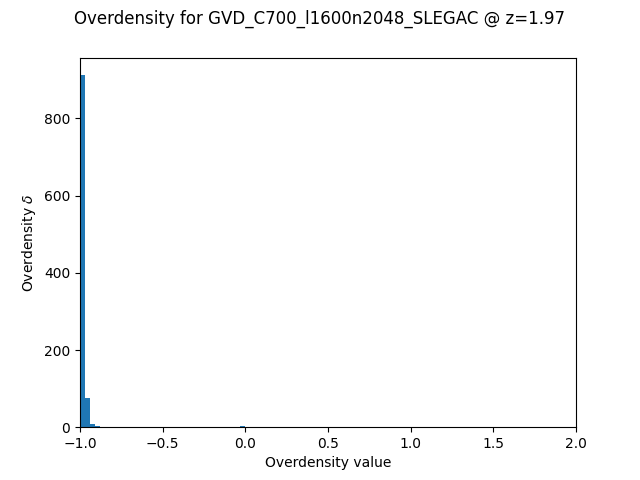 Overdensity for GVD_C700_l1600n2048_SLEGAC @ z=1.97
Overdensity δ
800
600
400
200
0
−1.0 −0.5 0.0 0.5 1.0 1.5 2.0
Overdensity value